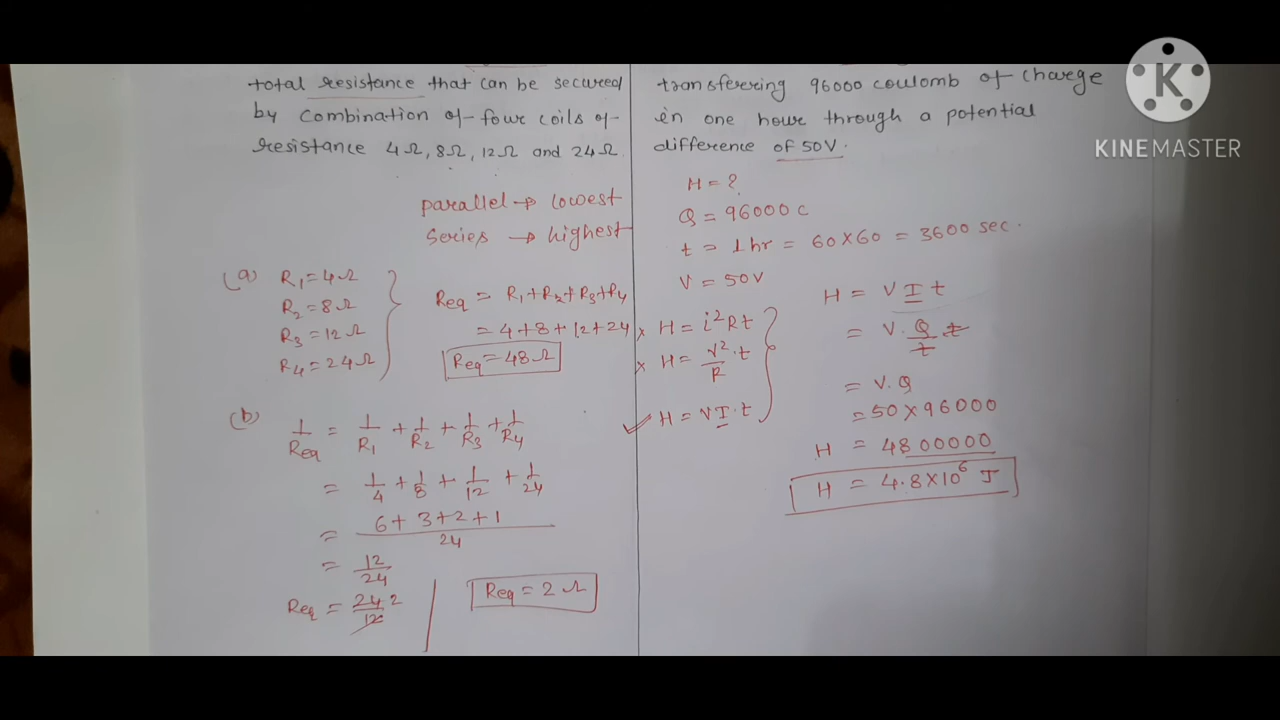 total resistance that can be secured
by combination of four coils of
resistance 4Ω, 8Ω, 12Ω and 24Ω.
parallel → lowest
series → highest
(a) R₁=4Ω
R₂=8Ω
R₃=12Ω
R₄=24Ω
Req = R₁+R₂+R₃+R₄
= 4+8+12+24
Req = 48Ω
(b) 1/Req = 1/R₁ + 1/R₂ + 1/R₃ + 1/R₄
= 1/4 + 1/8 + 1/12 + 1/24
= 6+3+2+1/24
= 12/24
Req = 24/12 2
Req = 2Ω
transferring 96000 coulomb of charge
in one hour through a potential
difference of 50V.
H = ?
Q = 96000 C
t = 1 hr = 60×60 = 3600 sec.
V = 50V
x H = i²Rt
x H = V²/R · t
✓ H = VI·t
H = VIt
= V. Q/t t
= V.Q
= 50×96000
H = 4800000
H = 4.8×10⁶ J
K
KINEMASTER